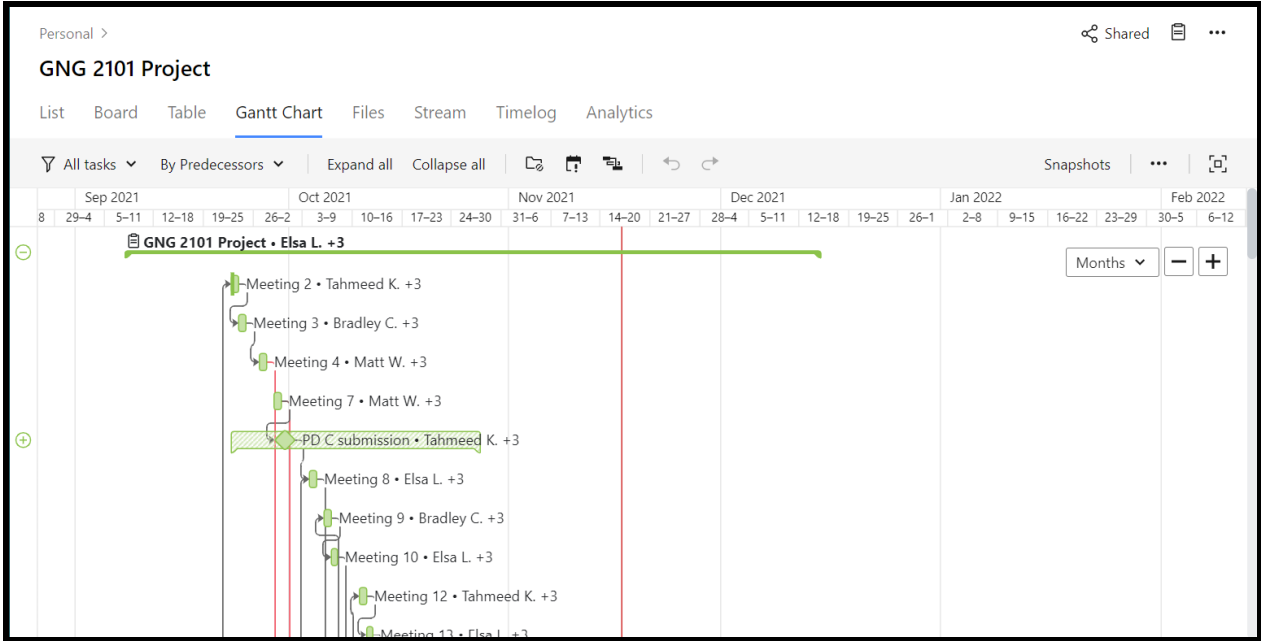 Personal >
Shared
GNG 2101 Project
List Board Table Gantt Chart Files Stream Timelog Analytics
All tasks By Predecessors Expand all Collapse all Snapshots
Sep 2021 Oct 2021 Nov 2021 Dec 2021 Jan 2022 Feb 2022
8 29–4 5–11 12–18 19–25 26–2 3–9 10–16 17–23 24–30 31–6 7–13 14–20 21–27 28–4 5–11 12–18 19–25 26–1 2–8 9–15 16–22 23–29 30–5 6–12
GNG 2101 Project • Elsa L. +3
Months
Meeting 2 • Tahmeed K. +3
Meeting 3 • Bradley C. +3
Meeting 4 • Matt W. +3
Meeting 7 • Matt W. +3
PD C submission • Tahmeed K. +3
Meeting 8 • Elsa L. +3
Meeting 9 • Bradley C. +3
Meeting 10 • Elsa L. +3
Meeting 12 • Tahmeed K. +3
Meeting 13 • Elsa L. +3